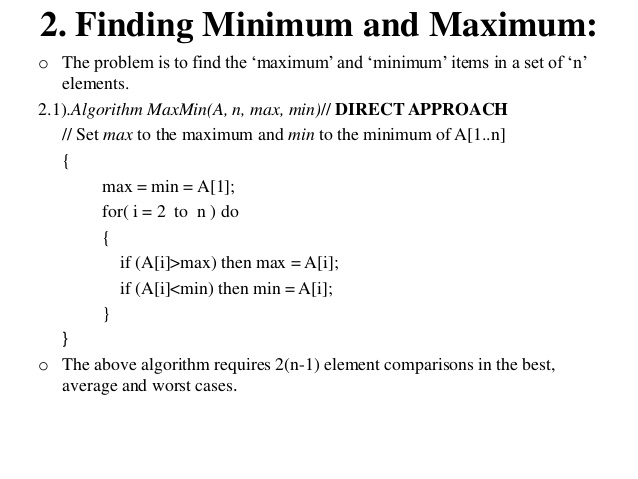 2. Finding Minimum and Maximum:
o The problem is to find the ‘maximum’ and ‘minimum’ items in a set of ‘n’
elements.
2.1).Algorithm MaxMin(A, n, max, min)// DIRECT APPROACH
// Set max to the maximum and min to the minimum of A[1..n]
{
max = min = A[1];
for( i = 2 to n ) do
{
if (A[i]>max) then max = A[i];
if (A[i]<min) then min = A[i];
}
}
o The above algorithm requires 2(n-1) element comparisons in the best,
average and worst cases.